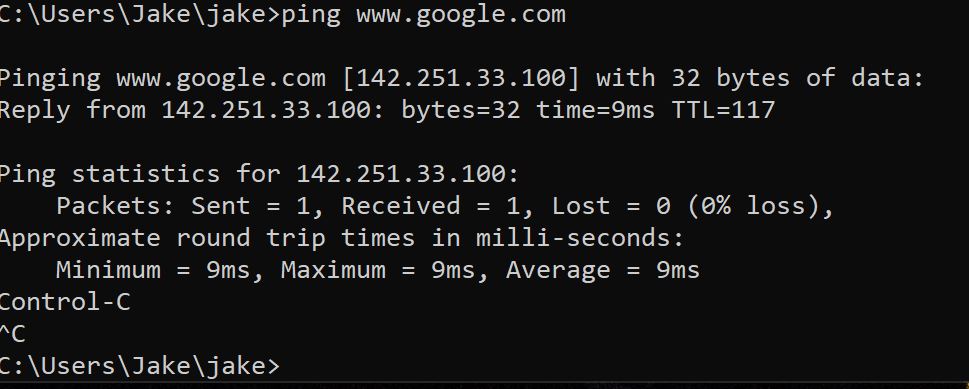 C:\Users\Jake\jake>ping www.google.com
Pinging www.google.com [142.251.33.100] with 32 bytes of data:
Reply from 142.251.33.100: bytes=32 time=9ms TTL=117
Ping statistics for 142.251.33.100:
    Packets: Sent = 1, Received = 1, Lost = 0 (0% loss),
Approximate round trip times in milli-seconds:
    Minimum = 9ms, Maximum = 9ms, Average = 9ms
Control-C
^C
C:\Users\Jake\jake>